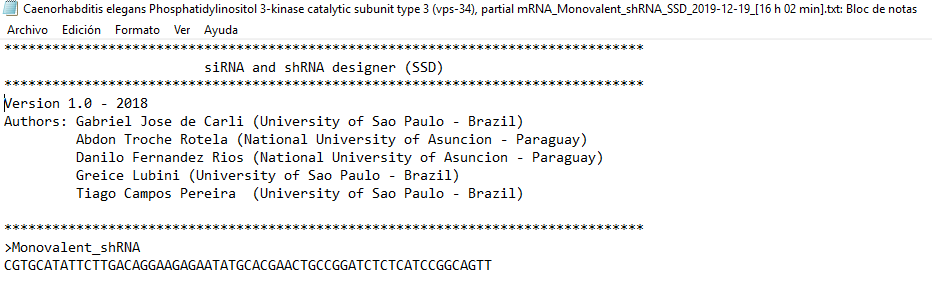 Caenorhabditis elegans Phosphatidylinositol 3-kinase catalytic subunit type 3 (vps-34), partial mRNA_Monovalent_shRNA_SSD_2019-12-19_[16 h 02 min].txt: Bloc de notas
Archivo Edición Formato Ver Ayuda
********************************************************************************
siRNA and shRNA designer (SSD)
********************************************************************************
Version 1.0 - 2018
Authors: Gabriel Jose de Carli (University of Sao Paulo - Brazil)
Abdon Troche Rotela (National University of Asuncion - Paraguay)
Danilo Fernandez Rios (National University of Asuncion - Paraguay)
Greice Lubini (University of Sao Paulo - Brazil)
Tiago Campos Pereira  (University of Sao Paulo - Brazil)
********************************************************************************
>Monovalent_shRNA
CGTGCATATTCTTGACAGGAAGAGAATATGCACGAACTGCCGGATCTCTCATCCGGCAGTT